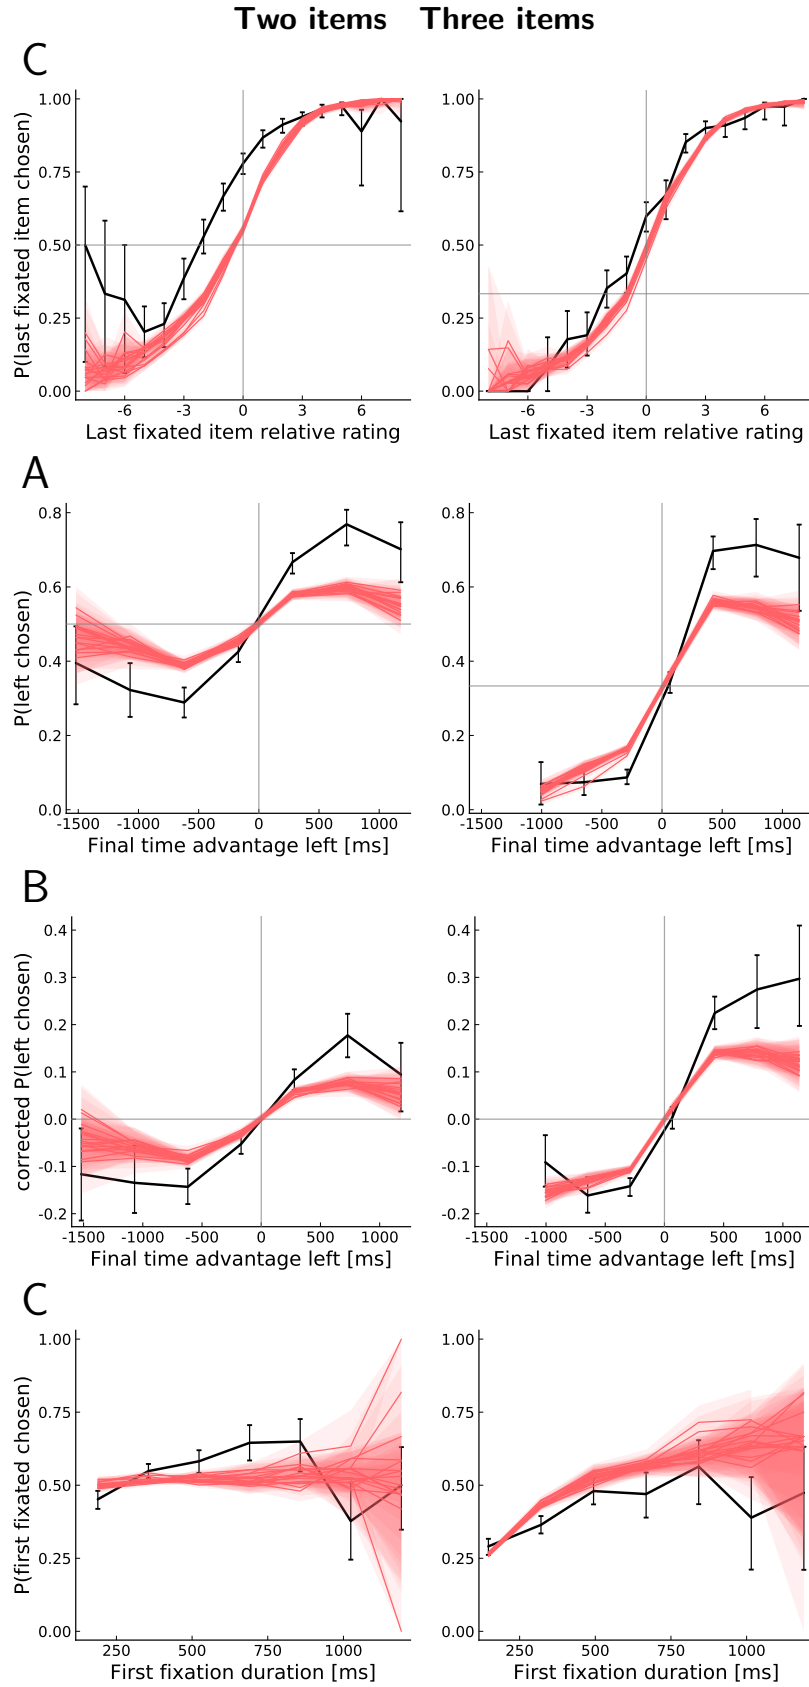 Two items Three items
C
P(last fixated item chosen)
1.00
0.75
0.50
0.25
0.00
-6 -3 0 3 6
Last fixated item relative rating
1.00
0.75
0.50
0.25
0.00
-6 -3 0 3 6
Last fixated item relative rating
A
P(left chosen)
0.8
0.6
0.4
0.2
0.0
-1500 -1000 -500 0 500 1000
Final time advantage left [ms]
0.8
0.6
0.4
0.2
0.0
-1500 -1000 -500 0 500 1000
Final time advantage left [ms]
B
corrected P(left chosen)
0.4
0.3
0.2
0.1
0.0
-0.1
-0.2
-1500 -1000 -500 0 500 1000
Final time advantage left [ms]
0.4
0.3
0.2
0.1
0.0
-0.1
-0.2
-1500 -1000 -500 0 500 1000
Final time advantage left [ms]
C
P(first fixated chosen)
1.00
0.75
0.50
0.25
0.00
250 500 750 1000
First fixation duration [ms]
1.00
0.75
0.50
0.25
0.00
250 500 750 1000
First fixation duration [ms]